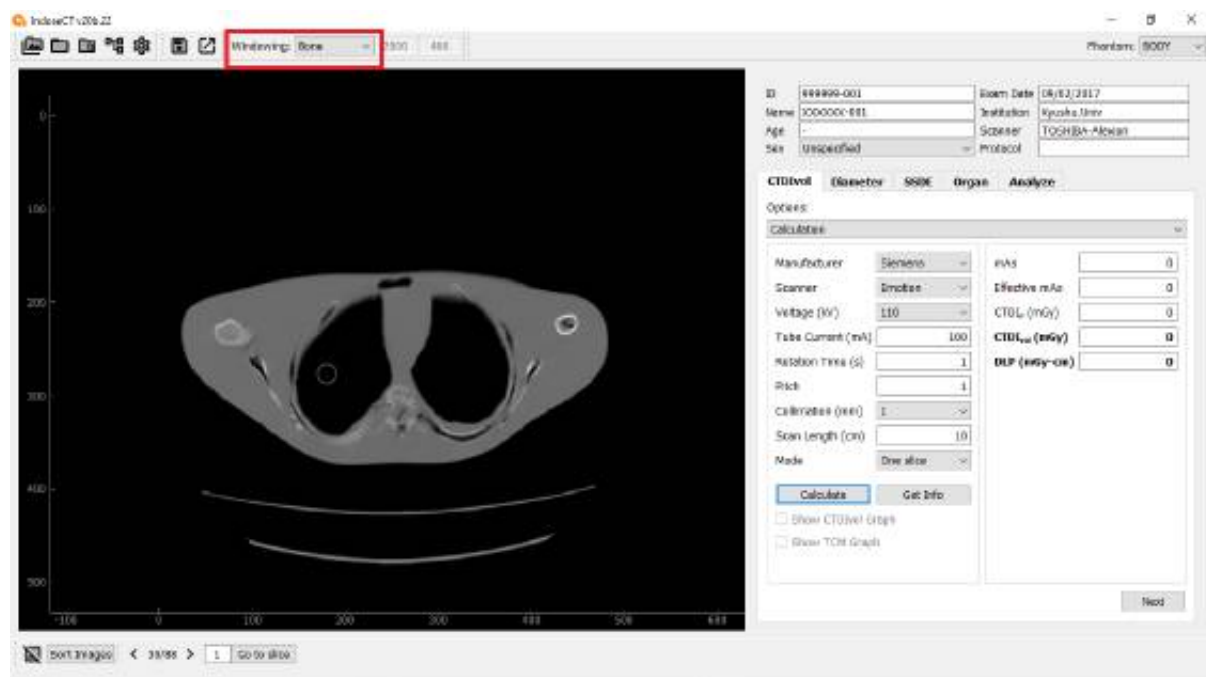 IndoseCT v20b.22
Windowing: Bone 400
Phantom: BODY
ID 999999-001 Exam Date 09/02/2017
Name Institution Kyushu Univ
Age - Scanner TOSHIBA-Alexion
Sex Unspecified Protocol
CTDIvol Diameter SSDE Organ Analyze
Options:
Calculation
Manufacturer Siemens
Scanner Emotion
Voltage (kV) 110
Tube Current (mA) 100
Rotation Time (s) 1
Pitch 1
Collimation (mm) 1
Scan Length (cm) 10
Mode One slice
Calculate Get Info
Show CTDIvol Graph
Show TCM Graph
mAs 0
Effective mAs 0
CTDIw (mGy) 0
CTDIvol (mGy) 0
DLP (mGy-cm) 0
Next
0
100
200
300
400
500
-100 0 100 200 300 400 500 600
Sort Images 1 Go to slice